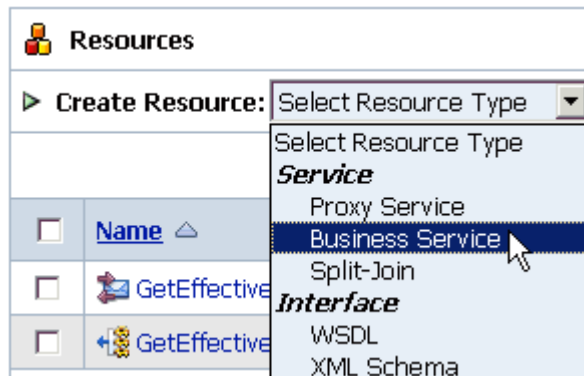 Resources
Create Resource: Select Resource Type
Select Resource Type
Service
Proxy Service
Name
Business Service
Split-Join
GetEffective
Interface
GetEffective
WSDL
XML Schema